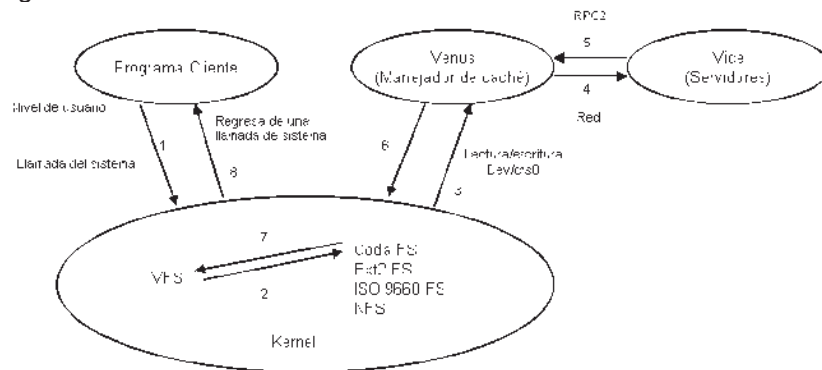 RPC2
Programa Cliente
Venus
(Manejador de caché)
5
Vice
(Servidores)
4
Red
Nivel de usuario
Regresa de una
llamada de sistema
1
8
Llamada del sistema
6
Lectura/escritura
Dev/cfs0
3
7
VFS
2
Coda FS
Ext2 FS
ISO 9660 FS
NFS
Kernel